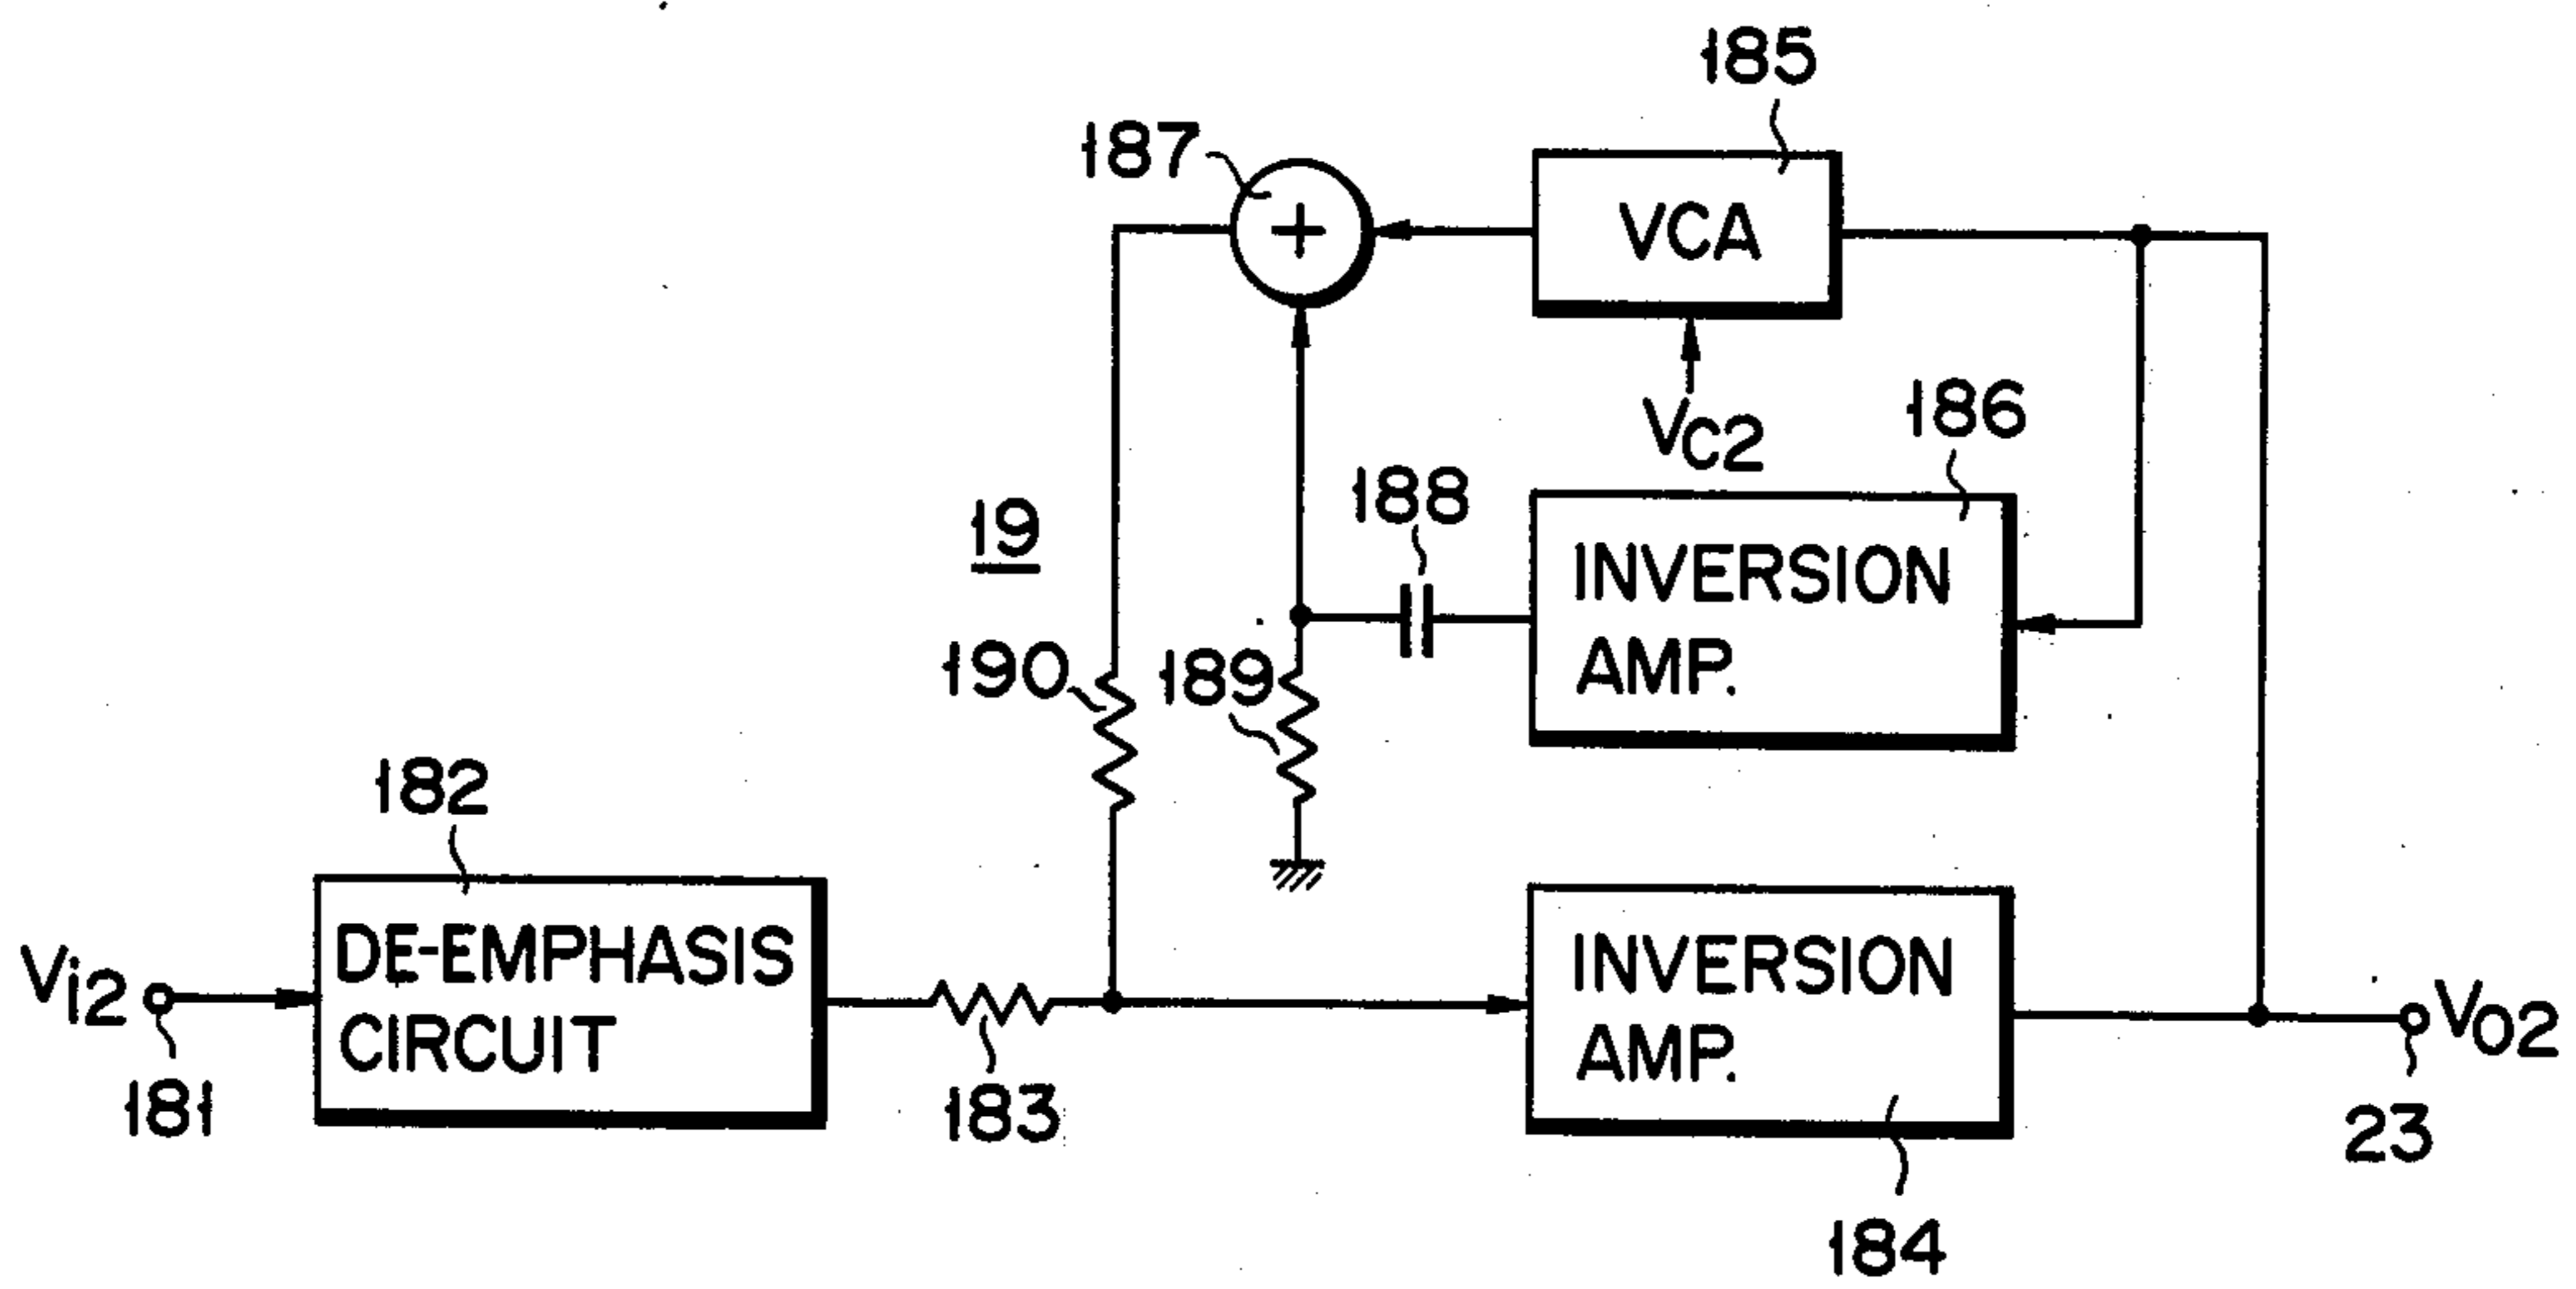 185
187
VCA
VC2
186
188
19
INVERSION
AMP.
190
189
182
DE-EMPHASIS
CIRCUIT
Vi2
181
183
INVERSION
AMP.
VO2
23
184
+